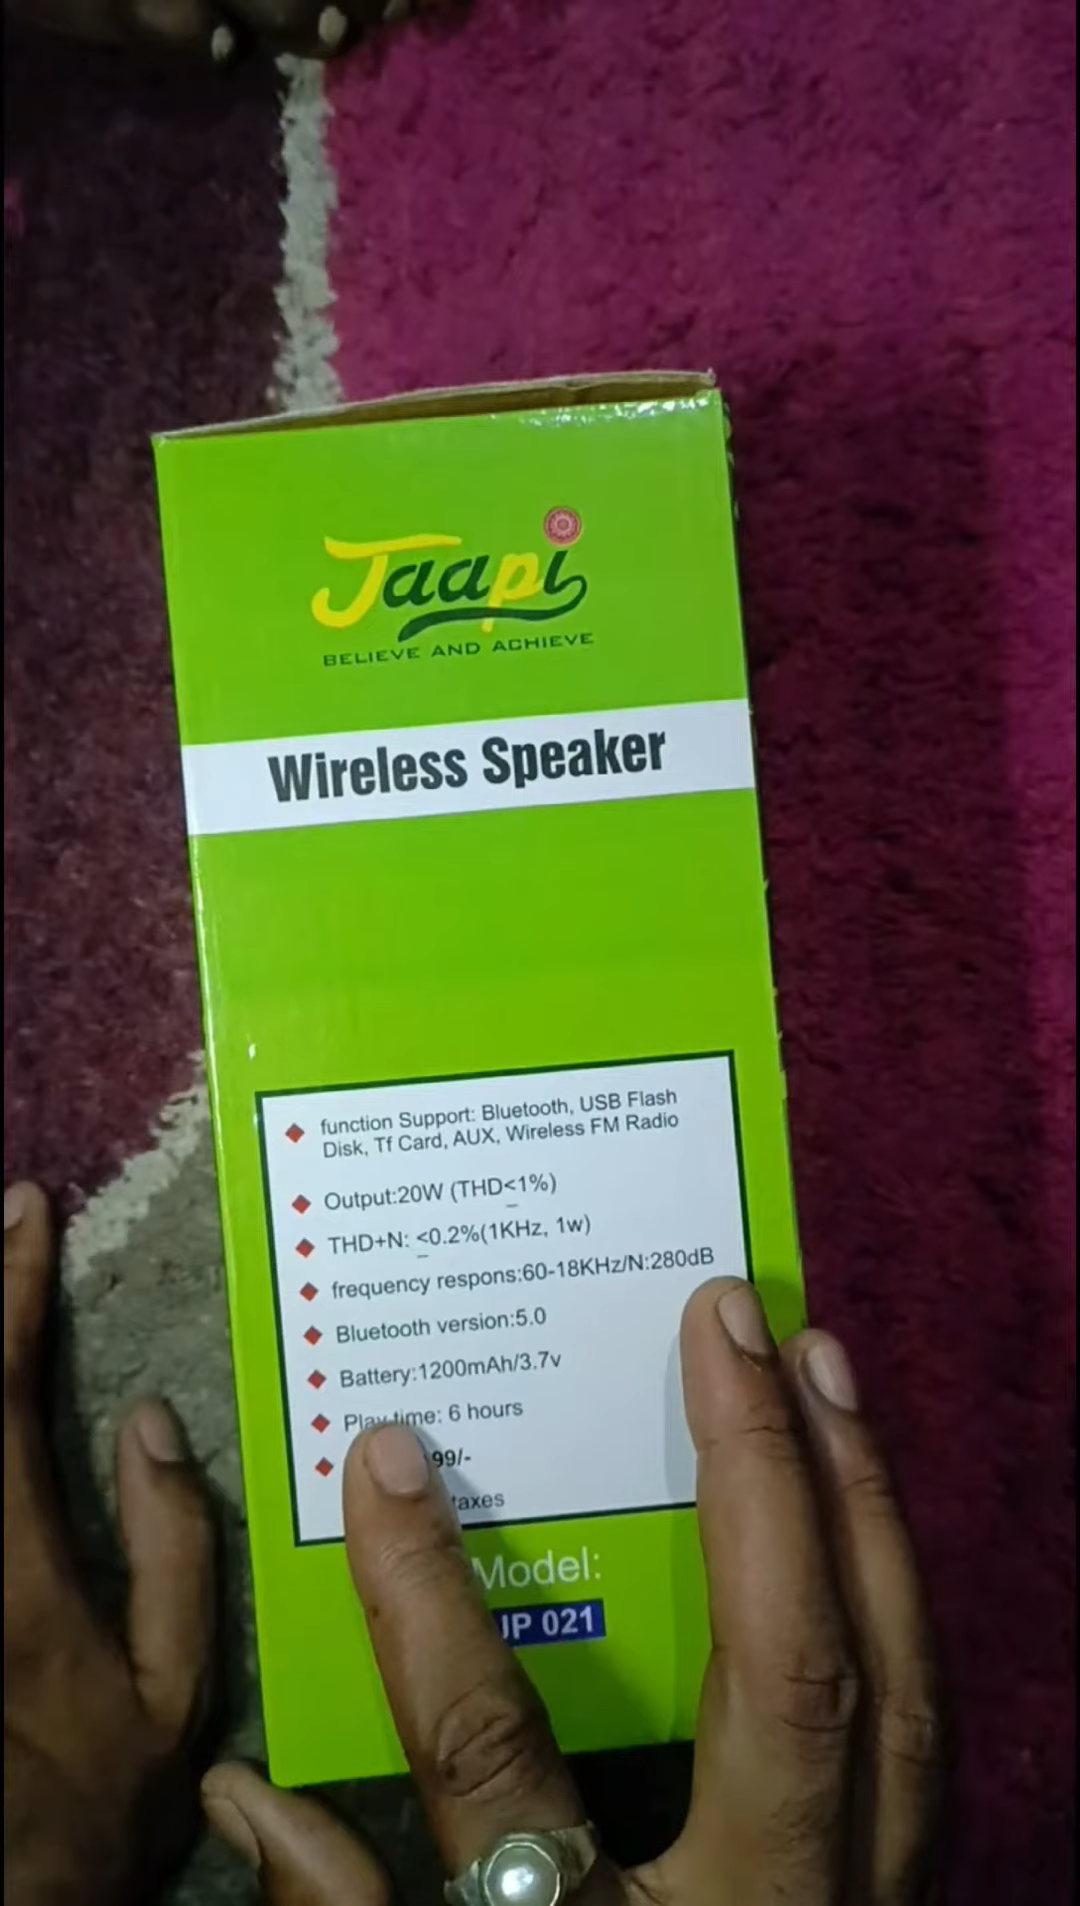 Jaapi
BELIEVE AND ACHIEVE
Wireless Speaker
function Support: Bluetooth, USB Flash
Disk, Tf Card, AUX, Wireless FM Radio
Output:20W (THD≤1%)
THD+N: ≤0.2%(1KHz, 1w)
frequency respons:60-18KHz/N:280dB
Bluetooth version:5.0
Battery:1200mAh/3.7v
Play time: 6 hours
99/-
taxes
Model:
JP 021